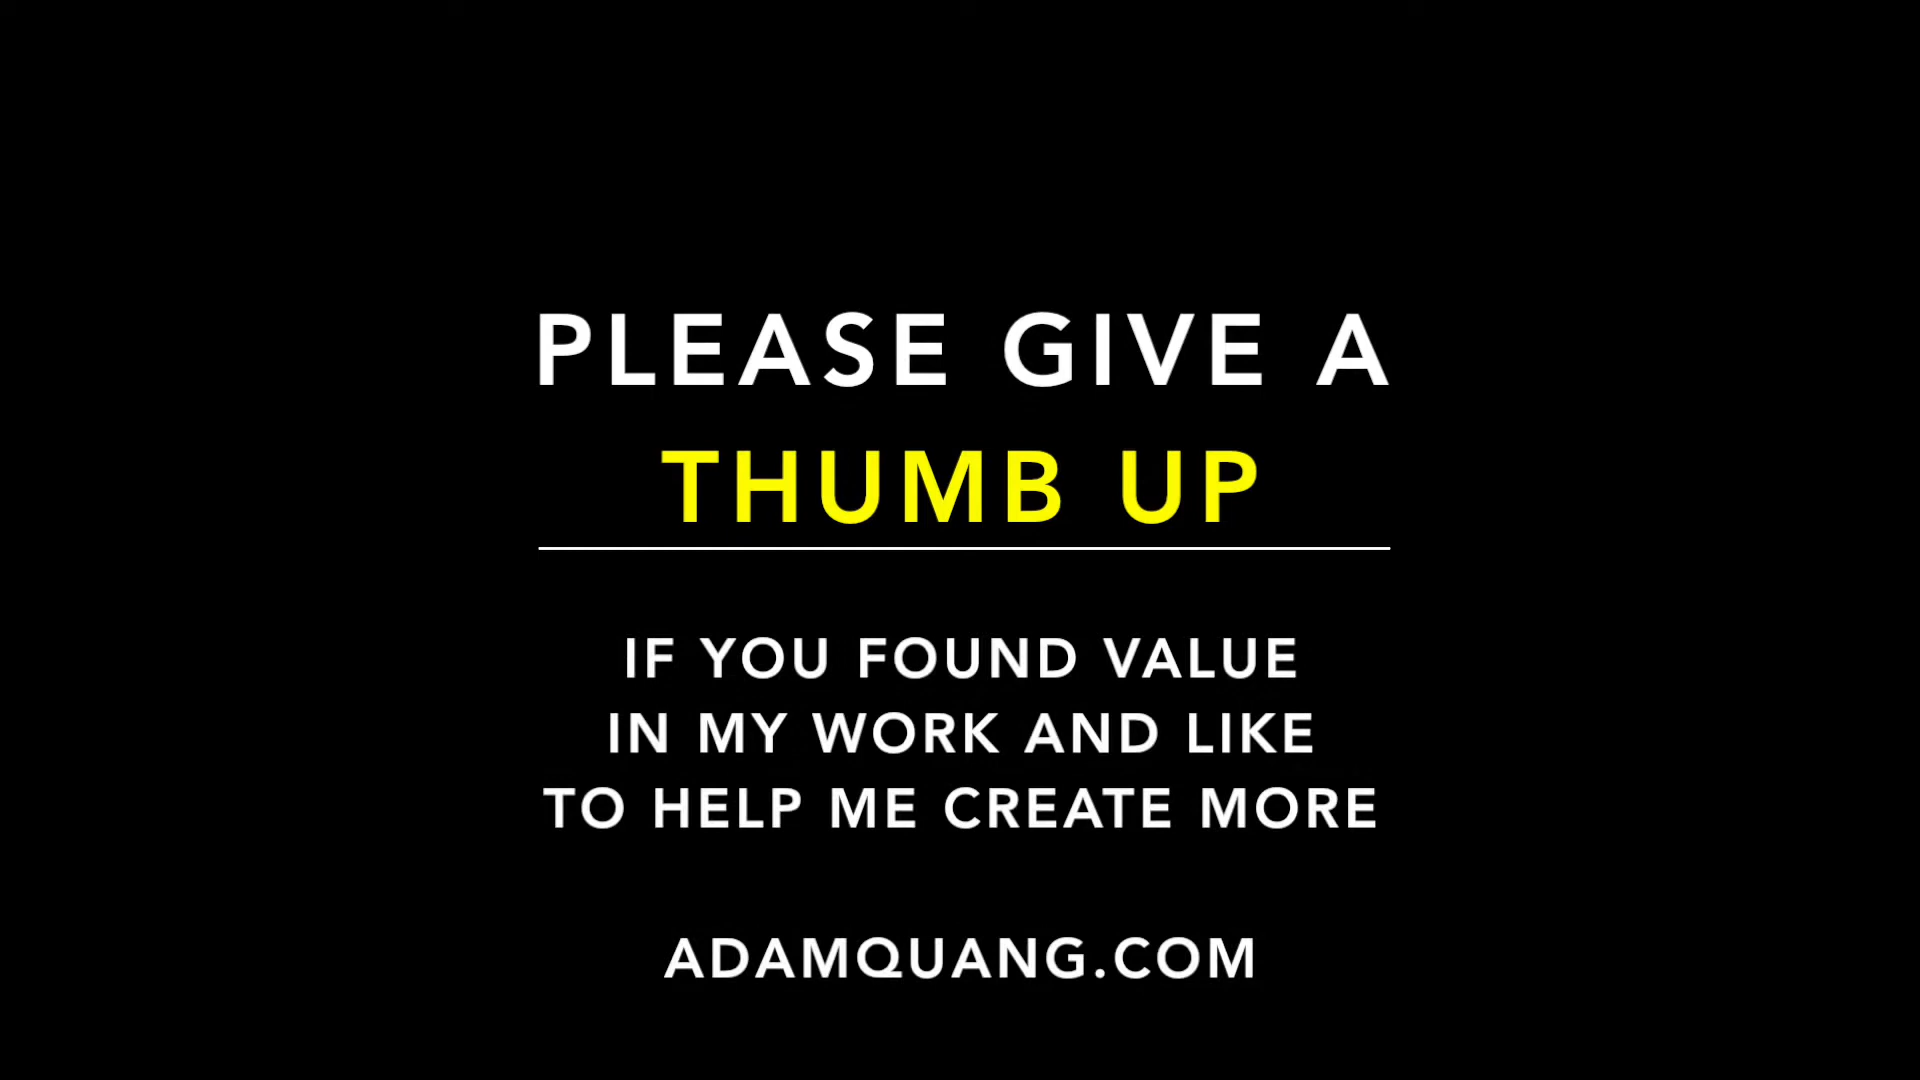 PLEASE GIVE A
THUMB UP
IF YOU FOUND VALUE
IN MY WORK AND LIKE
TO HELP ME CREATE MORE
ADAMQUANG.COM